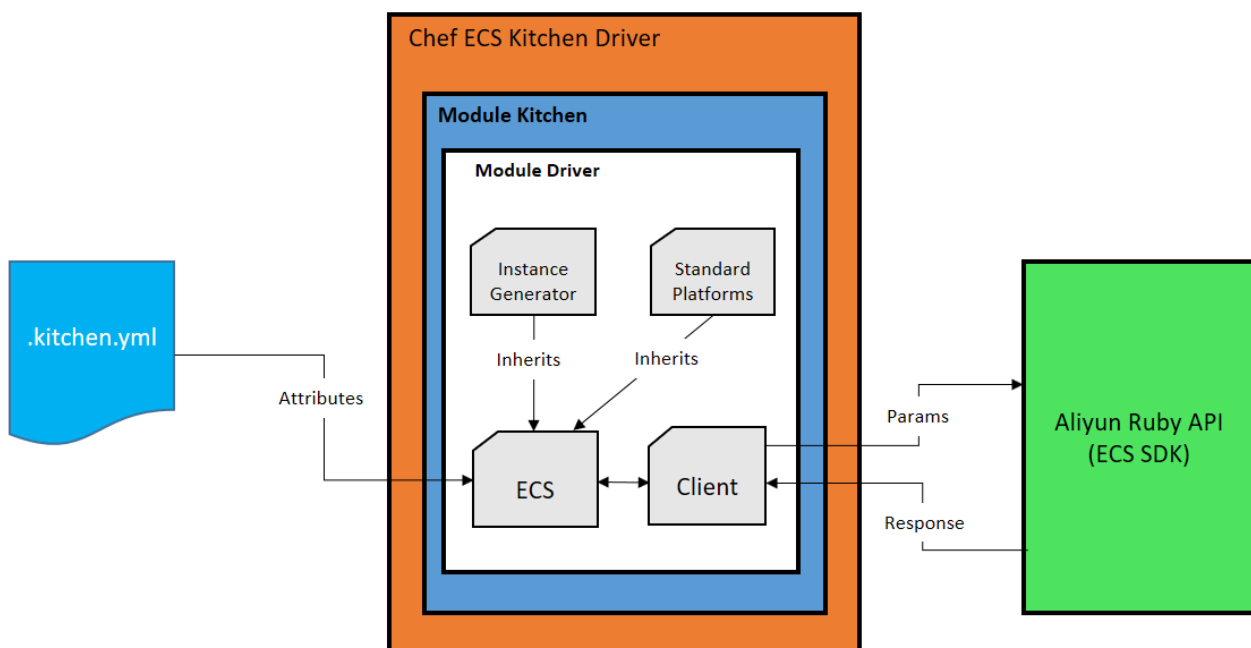 Chef ECS Kitchen Driver
Module Kitchen
Module Driver
Instance
Generator
Standard
Platforms
.kitchen.yml
Inherits
Inherits
Attributes
Params
Aliyun Ruby API
(ECS SDK)
ECS
Client
Response